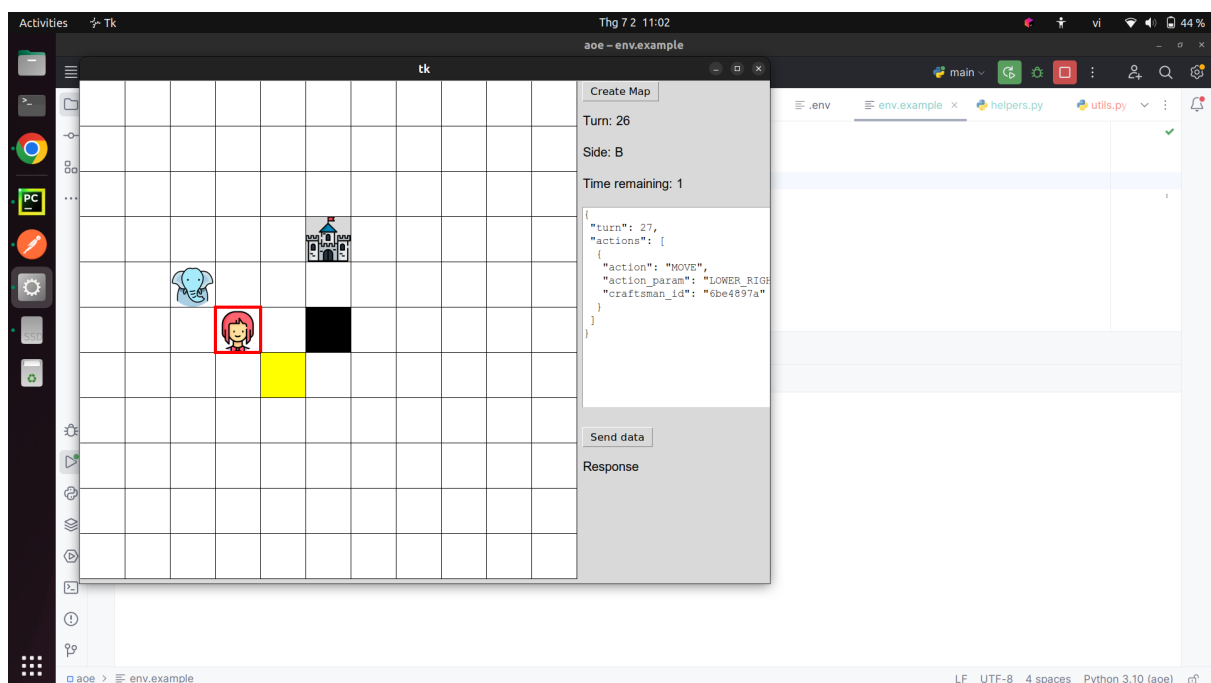 Activities Tk Thg 7 2 11:02 vi 44 %
aoe – env.example
tk
main
Create Map
.env env.example helpers.py utils.py
Turn: 26
Side: B
Time remaining: 1
{
"turn": 27,
"actions": [
{
"action": "MOVE",
"action_param": "LOWER_RIGH
"craftsman_id": "6be4897a"
}
]
}
Send data
Response
PC
SSD
aoe > env.example LF UTF-8 4 spaces Python 3.10 (aoe)